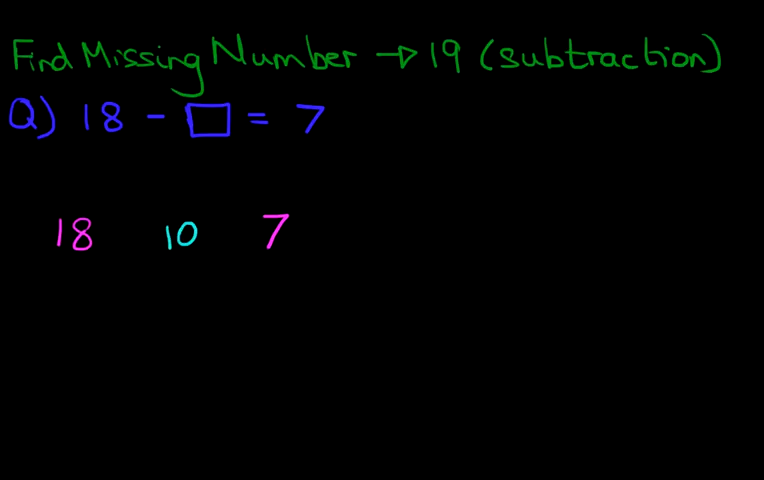 Find Missing Number → 19 (subtraction)
Q) 18 - □ = 7
18 10 7